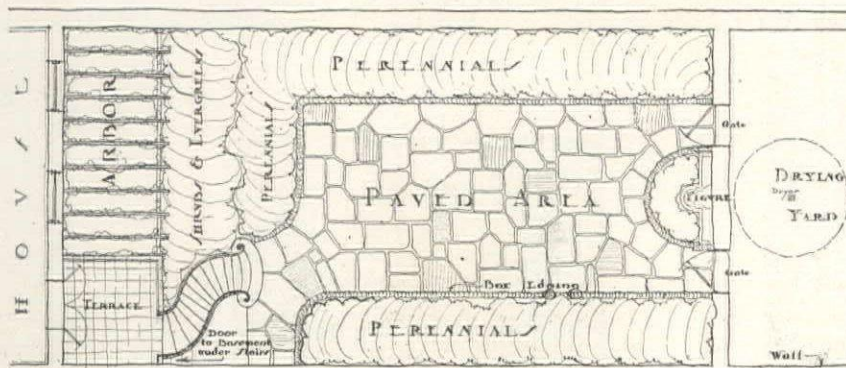 HOUSE
ARBOR
SHRUBS & EVERGREENS
PERENNIALS
PERENNIALS
PAVED AREA
Gate
FIGURE
DRYING
Dryer
YARD
Gate
TERRACE
Box Edging
Door
to Basement
under Stairs
PERENNIALS
Wall